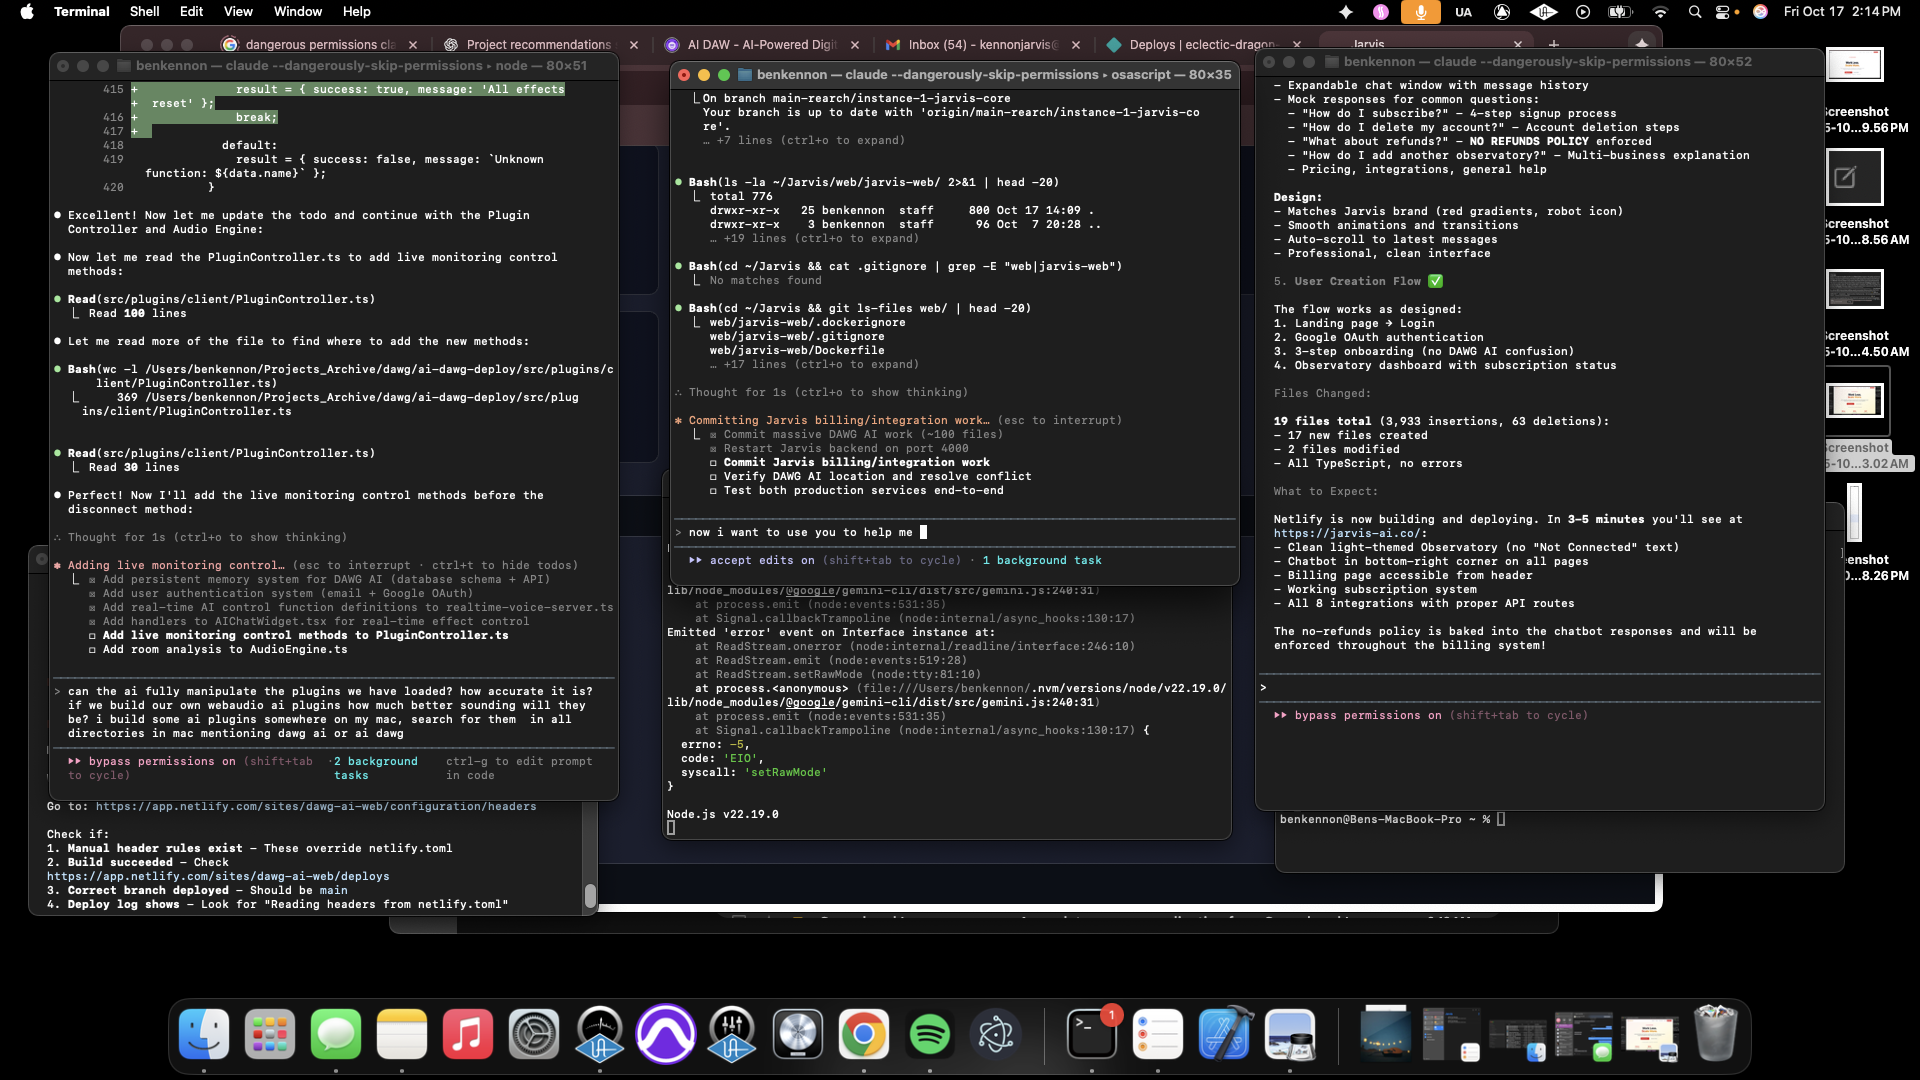 Terminal Shell Edit View Window Help
UA
Fri Oct 17 2:14 PM
dangerous permissions cla
Project recommendations
AI DAW - AI-Powered Digit
Inbox (54) - kennonjarvis@
Deploys | eclectic-dragon-
Jarvis
benkennon — claude --dangerously-skip-permissions ▸ node — 80×51
415 + result = { success: true, message: 'All effects
+ reset' };
416 + break;
417 +
418 default:
419 result = { success: false, message: `Unknown
function: ${data.name}` };
420 }
● Excellent! Now let me update the todo and continue with the Plugin
Controller and Audio Engine:
● Now let me read the PluginController.ts to add live monitoring control
methods:
● Read(src/plugins/client/PluginController.ts)
⎿ Read 100 lines
● Let me read more of the file to find where to add the new methods:
● Bash(wc -l /Users/benkennon/Projects_Archive/dawg/ai-dawg-deploy/src/plugins/c
lient/PluginController.ts)
⎿ 369 /Users/benkennon/Projects_Archive/dawg/ai-dawg-deploy/src/plug
ins/client/PluginController.ts
● Read(src/plugins/client/PluginController.ts)
⎿ Read 30 lines
● Perfect! Now I'll add the live monitoring control methods before the
disconnect method:
∴ Thought for 1s (ctrl+o to show thinking)
✽ Adding live monitoring control… (esc to interrupt · ctrl+t to hide todos)
⎿ ☒ Add persistent memory system for DAWG AI (database schema + API)
☒ Add user authentication system (email + Google OAuth)
☒ Add real-time AI control function definitions to realtime-voice-server.ts
☒ Add handlers to AIChatWidget.tsx for real-time effect control
☐ Add live monitoring control methods to PluginController.ts
☐ Add room analysis to AudioEngine.ts
> can the ai fully manipulate the plugins we have loaded? how accurate it is?
if we build our own webaudio ai plugins how much better sounding will they
be? i build some ai plugins somewhere on my mac, search for them in all
directories in mac mentioning dawg ai or ai dawg
▸▸ bypass permissions on (shift+tab to cycle) · 2 background tasks ctrl-g to edit prompt in code
Go to: https://app.netlify.com/sites/dawg-ai-web/configuration/headers
Check if:
1. Manual header rules exist – These override netlify.toml
2. Build succeeded – Check
https://app.netlify.com/sites/dawg-ai-web/deploys
3. Correct branch deployed – Should be main
4. Deploy log shows – Look for "Reading headers from netlify.toml"
benkennon — claude --dangerously-skip-permissions ▸ osascript — 80×35
⎿ On branch main-rearch/instance-1-jarvis-core
Your branch is up to date with 'origin/main-rearch/instance-1-jarvis-co
re'.
… +7 lines (ctrl+o to expand)
● Bash(ls -la ~/Jarvis/web/jarvis-web/ 2>&1 | head -20)
⎿ total 776
drwxr-xr-x 25 benkennon staff 800 Oct 17 14:09 .
drwxr-xr-x 3 benkennon staff 96 Oct 7 20:28 ..
… +19 lines (ctrl+o to expand)
● Bash(cd ~/Jarvis && cat .gitignore | grep -E "web|jarvis-web")
⎿ No matches found
● Bash(cd ~/Jarvis && git ls-files web/ | head -20)
⎿ web/jarvis-web/.dockerignore
web/jarvis-web/.gitignore
web/jarvis-web/Dockerfile
… +17 lines (ctrl+o to expand)
∴ Thought for 1s (ctrl+o to show thinking)
✽ Committing Jarvis billing/integration work… (esc to interrupt)
⎿ ☒ Commit massive DAWG AI work (~100 files)
☒ Restart Jarvis backend on port 4000
☐ Commit Jarvis billing/integration work
☐ Verify DAWG AI location and resolve conflict
☐ Test both production services end-to-end
> now i want to use you to help me
▸▸ accept edits on (shift+tab to cycle) · 1 background task
lib/node_modules/@google/gemini-cli/dist/src/gemini.js:240:31)
at process.emit (node:events:531:35)
at Signal.callbackTrampoline (node:internal/async_hooks:130:17)
Emitted 'error' event on Interface instance at:
at ReadStream.onerror (node:internal/readline/interface:246:10)
at ReadStream.emit (node:events:519:28)
at ReadStream.setRawMode (node:tty:81:10)
at process.<anonymous> (file:///Users/benkennon/.nvm/versions/node/v22.19.0/
lib/node_modules/@google/gemini-cli/dist/src/gemini.js:240:31)
at process.emit (node:events:531:35)
at Signal.callbackTrampoline (node:internal/async_hooks:130:17) {
errno: -5,
code: 'EIO',
syscall: 'setRawMode'
}
Node.js v22.19.0
benkennon — claude --dangerously-skip-permissions — 80×52
– Expandable chat window with message history
– Mock responses for common questions:
– "How do I subscribe?" – 4-step signup process
– "How do I delete my account?" – Account deletion steps
– "What about refunds?" – NO REFUNDS POLICY enforced
– "How do I add another observatory?" – Multi-business explanation
– Pricing, integrations, general help
Design:
– Matches Jarvis brand (red gradients, robot icon)
– Smooth animations and transitions
– Auto-scroll to latest messages
– Professional, clean interface
5. User Creation Flow ✅
The flow works as designed:
1. Landing page → Login
2. Google OAuth authentication
3. 3-step onboarding (no DAWG AI confusion)
4. Observatory dashboard with subscription status
Files Changed:
19 files total (3,933 insertions, 63 deletions):
– 17 new files created
– 2 files modified
– All TypeScript, no errors
What to Expect:
Netlify is now building and deploying. In 3-5 minutes you'll see at
https://jarvis-ai.co/:
– Clean light-themed Observatory (no "Not Connected" text)
– Chatbot in bottom-right corner on all pages
– Billing page accessible from header
– Working subscription system
– All 8 integrations with proper API routes
The no-refunds policy is baked into the chatbot responses and will be
enforced throughout the billing system!
>
▸▸ bypass permissions on (shift+tab to cycle)
benkennon@Bens-MacBook-Pro ~ %
Screenshot
5-10...9.56 PM
Screenshot
5-10...8.56 AM
Screenshot
5-10...4.50 AM
Screenshot
5-10...3.02 AM
enshot
0...8.26 PM
1